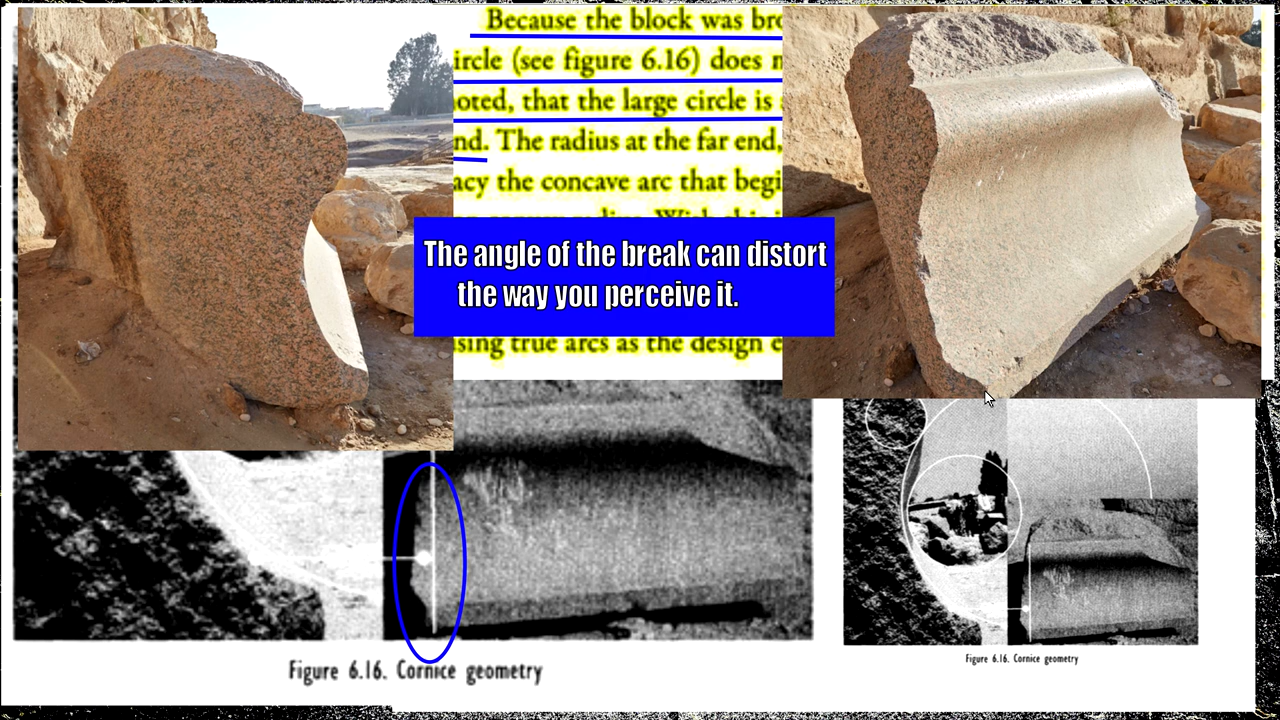 Because the block was bro
ircle (see figure 6.16) does n
noted, that the large circle is
nd. The radius at the far end,
acy the concave arc that begi
The angle of the break can distort
the way you perceive it.
sing true arcs as the design e
Figure 6.16. Cornice geometry
Figure 6.16. Cornice geometry